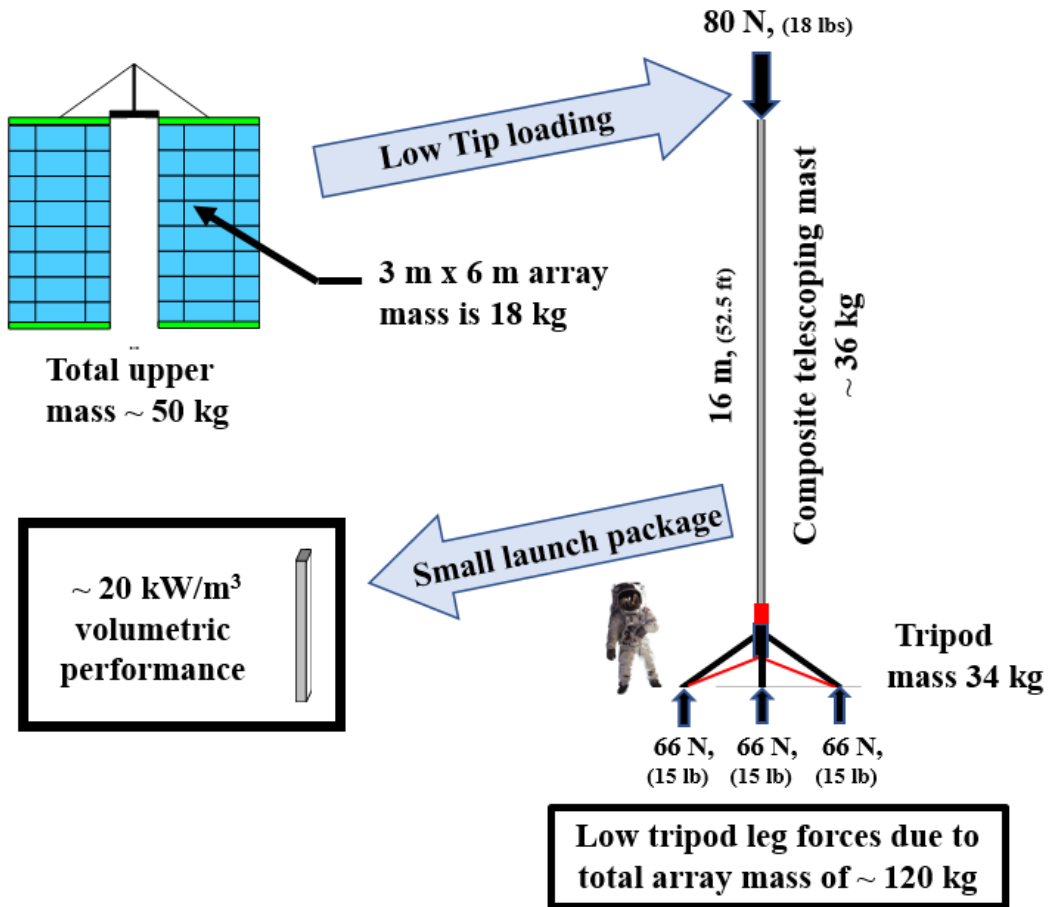 80 N, (18 lbs)
Low Tip loading
3 m x 6 m array
mass is 18 kg
Total upper
mass ~ 50 kg
16 m, (52.5 ft)
Composite telescoping mast
~ 36 kg
Small launch package
~ 20 kW/m³
volumetric
performance
Tripod
mass 34 kg
66 N, 66 N, 66 N,
(15 lb) (15 lb) (15 lb)
Low tripod leg forces due to
total array mass of ~ 120 kg